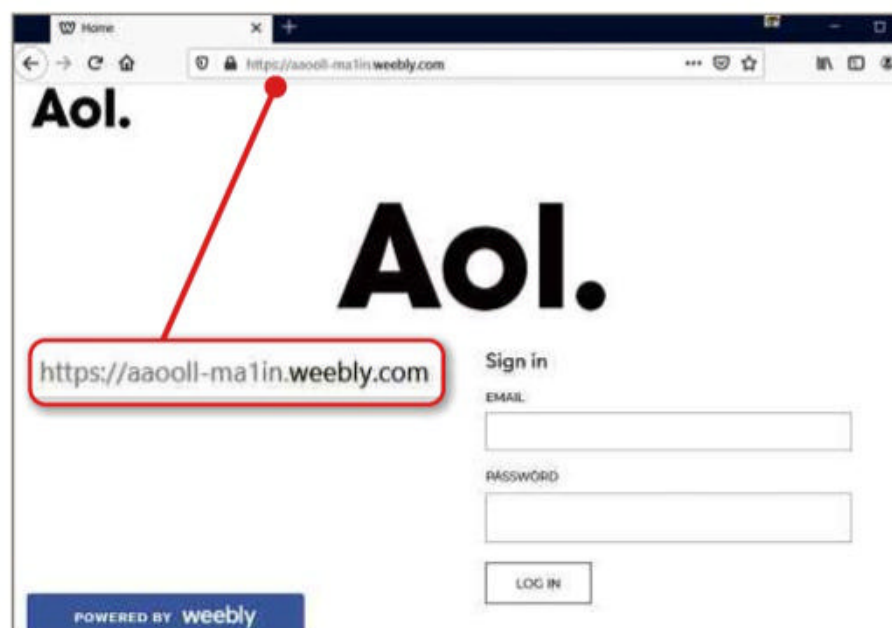 Home
https://aaooll-ma1in.weebly.com
Aol.
Aol.
https://aaooll-ma1in.weebly.com
Sign in
EMAIL
PASSWORD
LOG IN
POWERED BY weebly